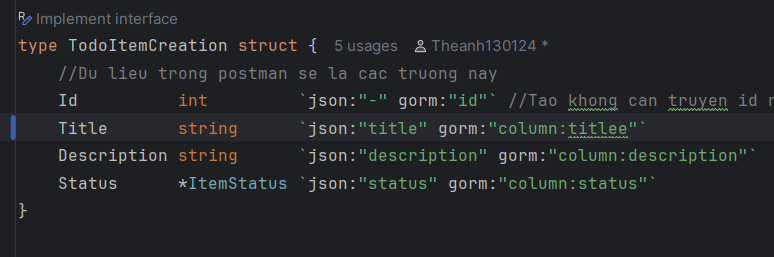 Implement interface
type TodoItemCreation struct { 5 usages Theanh130124 *
//Du lieu trong postman se la cac truong nay
Id int `json:"-" gorm:"id"` //Tao khong can truyen id
Title string `json:"title" gorm:"column:titlee"`
Description string `json:"description" gorm:"column:description"`
Status *ItemStatus `json:"status" gorm:"column:status"`
}